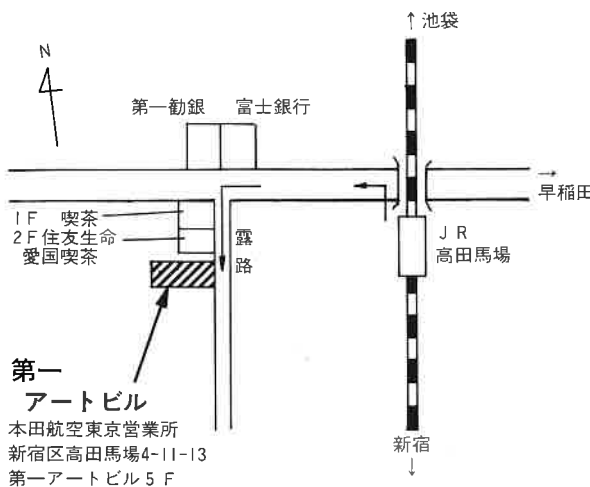 ↑池袋
N
第一勧銀 富士銀行
→
早稲田
1F 喫茶
2F住友生命
愛国喫茶
露
路
JR
高田馬場
第一
アートビル
本田航空東京営業所
新宿区高田馬場4-11-13
第一アートビル5F
新宿
↓